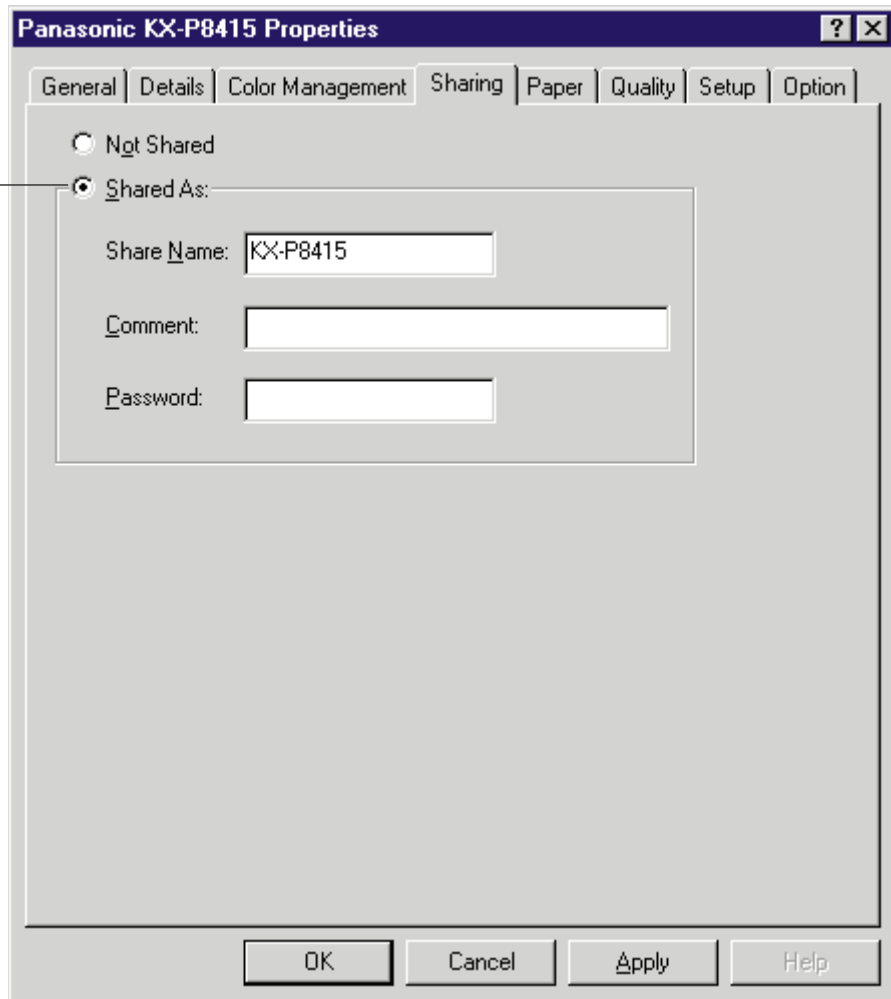 Panasonic KX-P8415 Properties
General Details Color Management Sharing Paper Quality Setup Option
Not Shared
Shared As:
Share Name: KX-P8415
Comment:
Password:
OK Cancel Apply Help